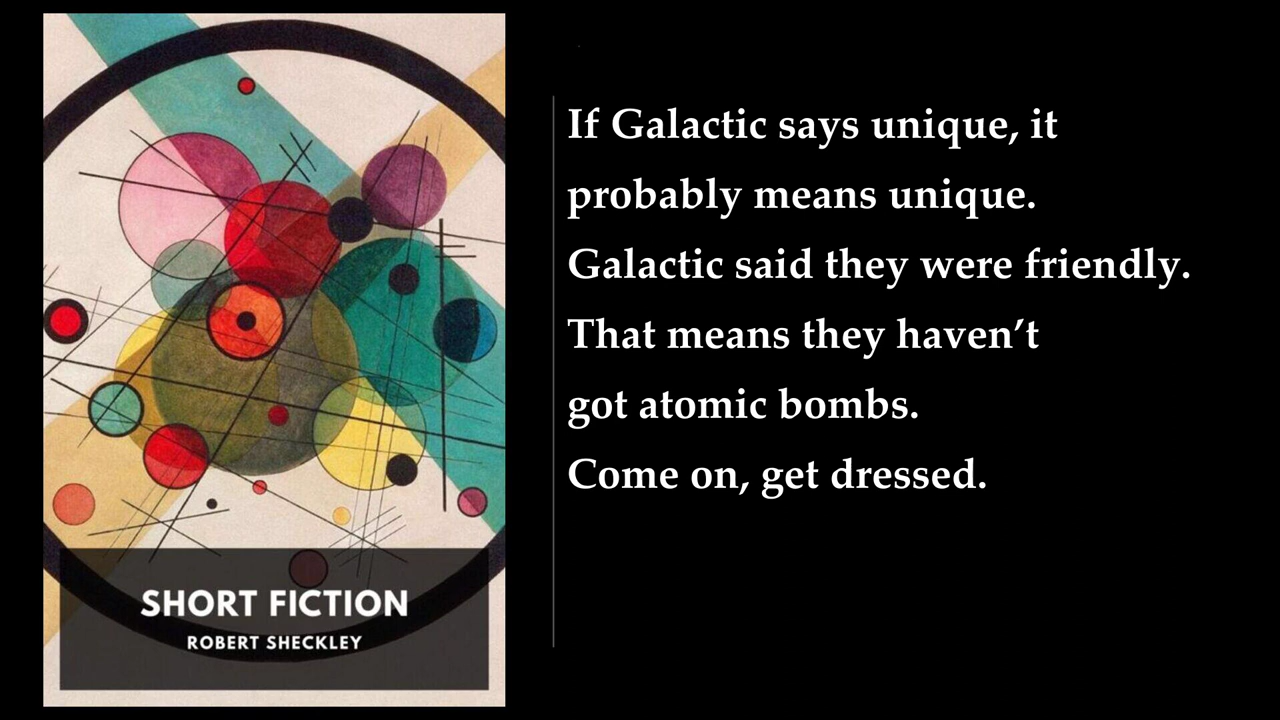 SHORT FICTION
ROBERT SHECKLEY
If Galactic says unique, it
probably means unique.
Galactic said they were friendly.
That means they haven’t
got atomic bombs.
Come on, get dressed.